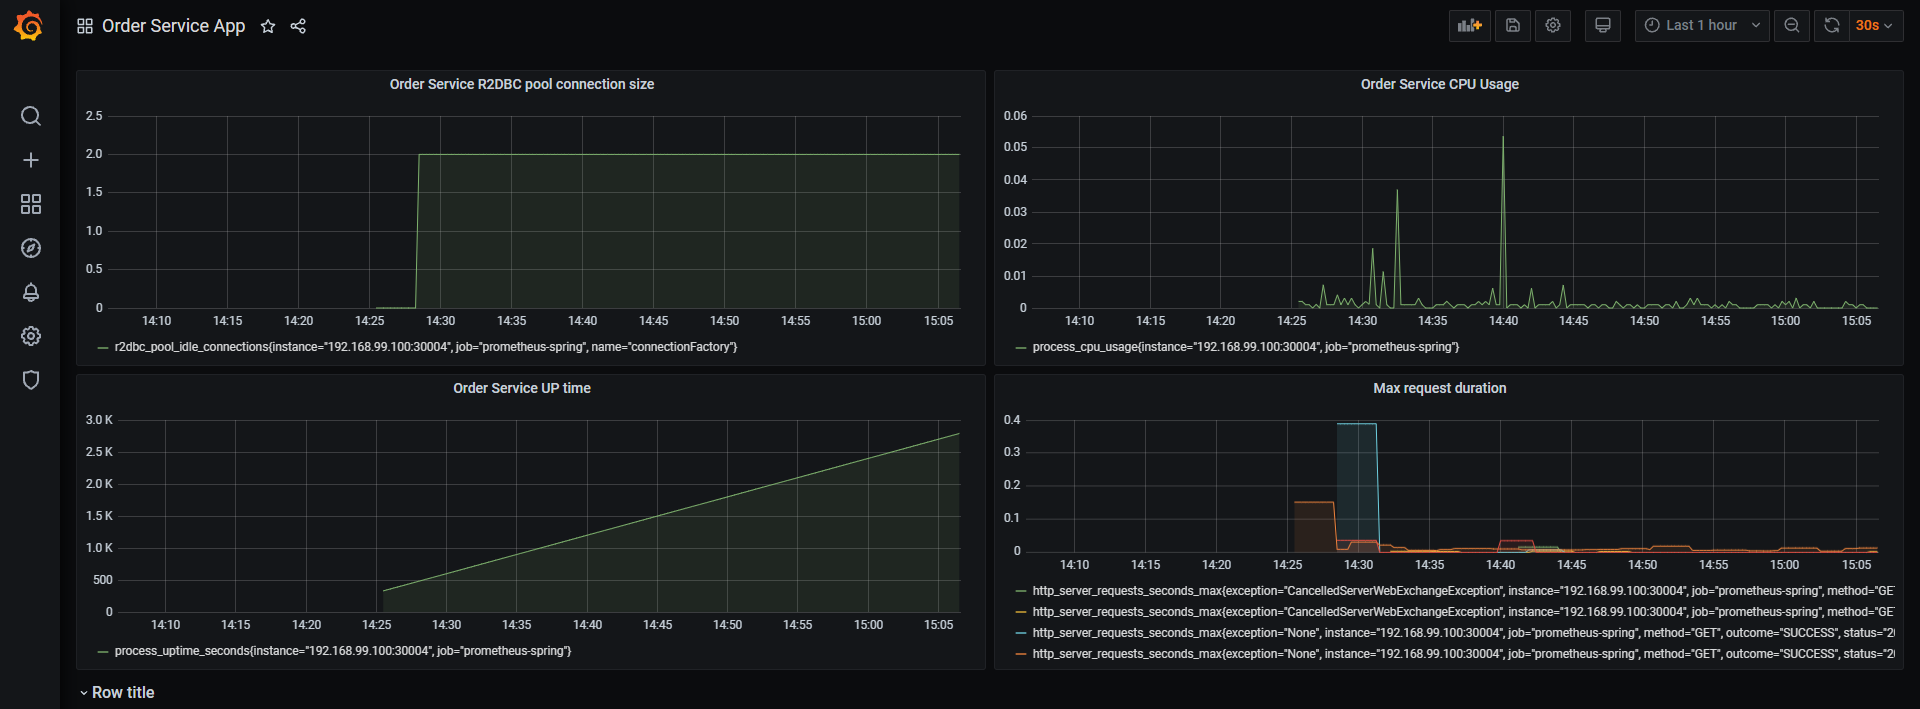 Order Service App
Last 1 hour
30s
Order Service R2DBC pool connection size
2.5
2.0
1.5
1.0
0.5
0
14:10 14:15 14:20 14:25 14:30 14:35 14:40 14:45 14:50 14:55 15:00 15:05
r2dbc_pool_idle_connections{instance="192.168.99.100:30004", job="prometheus-spring", name="connectionFactory"}
Order Service CPU Usage
0.06
0.05
0.04
0.03
0.02
0.01
0
14:10 14:15 14:20 14:25 14:30 14:35 14:40 14:45 14:50 14:55 15:00 15:05
process_cpu_usage{instance="192.168.99.100:30004", job="prometheus-spring"}
Order Service UP time
3.0 K
2.5 K
2.0 K
1.5 K
1.0 K
500
0
14:10 14:15 14:20 14:25 14:30 14:35 14:40 14:45 14:50 14:55 15:00 15:05
process_uptime_seconds{instance="192.168.99.100:30004", job="prometheus-spring"}
Max request duration
0.4
0.3
0.2
0.1
0
14:10 14:15 14:20 14:25 14:30 14:35 14:40 14:45 14:50 14:55 15:00 15:05
http_server_requests_seconds_max{exception="CancelledServerWebExchangeException", instance="192.168.99.100:30004", job="prometheus-spring", method="GE
http_server_requests_seconds_max{exception="CancelledServerWebExchangeException", instance="192.168.99.100:30004", job="prometheus-spring", method="GE
http_server_requests_seconds_max{exception="None", instance="192.168.99.100:30004", job="prometheus-spring", method="GET", outcome="SUCCESS", status="20
http_server_requests_seconds_max{exception="None", instance="192.168.99.100:30004", job="prometheus-spring", method="GET", outcome="SUCCESS", status="20
Row title